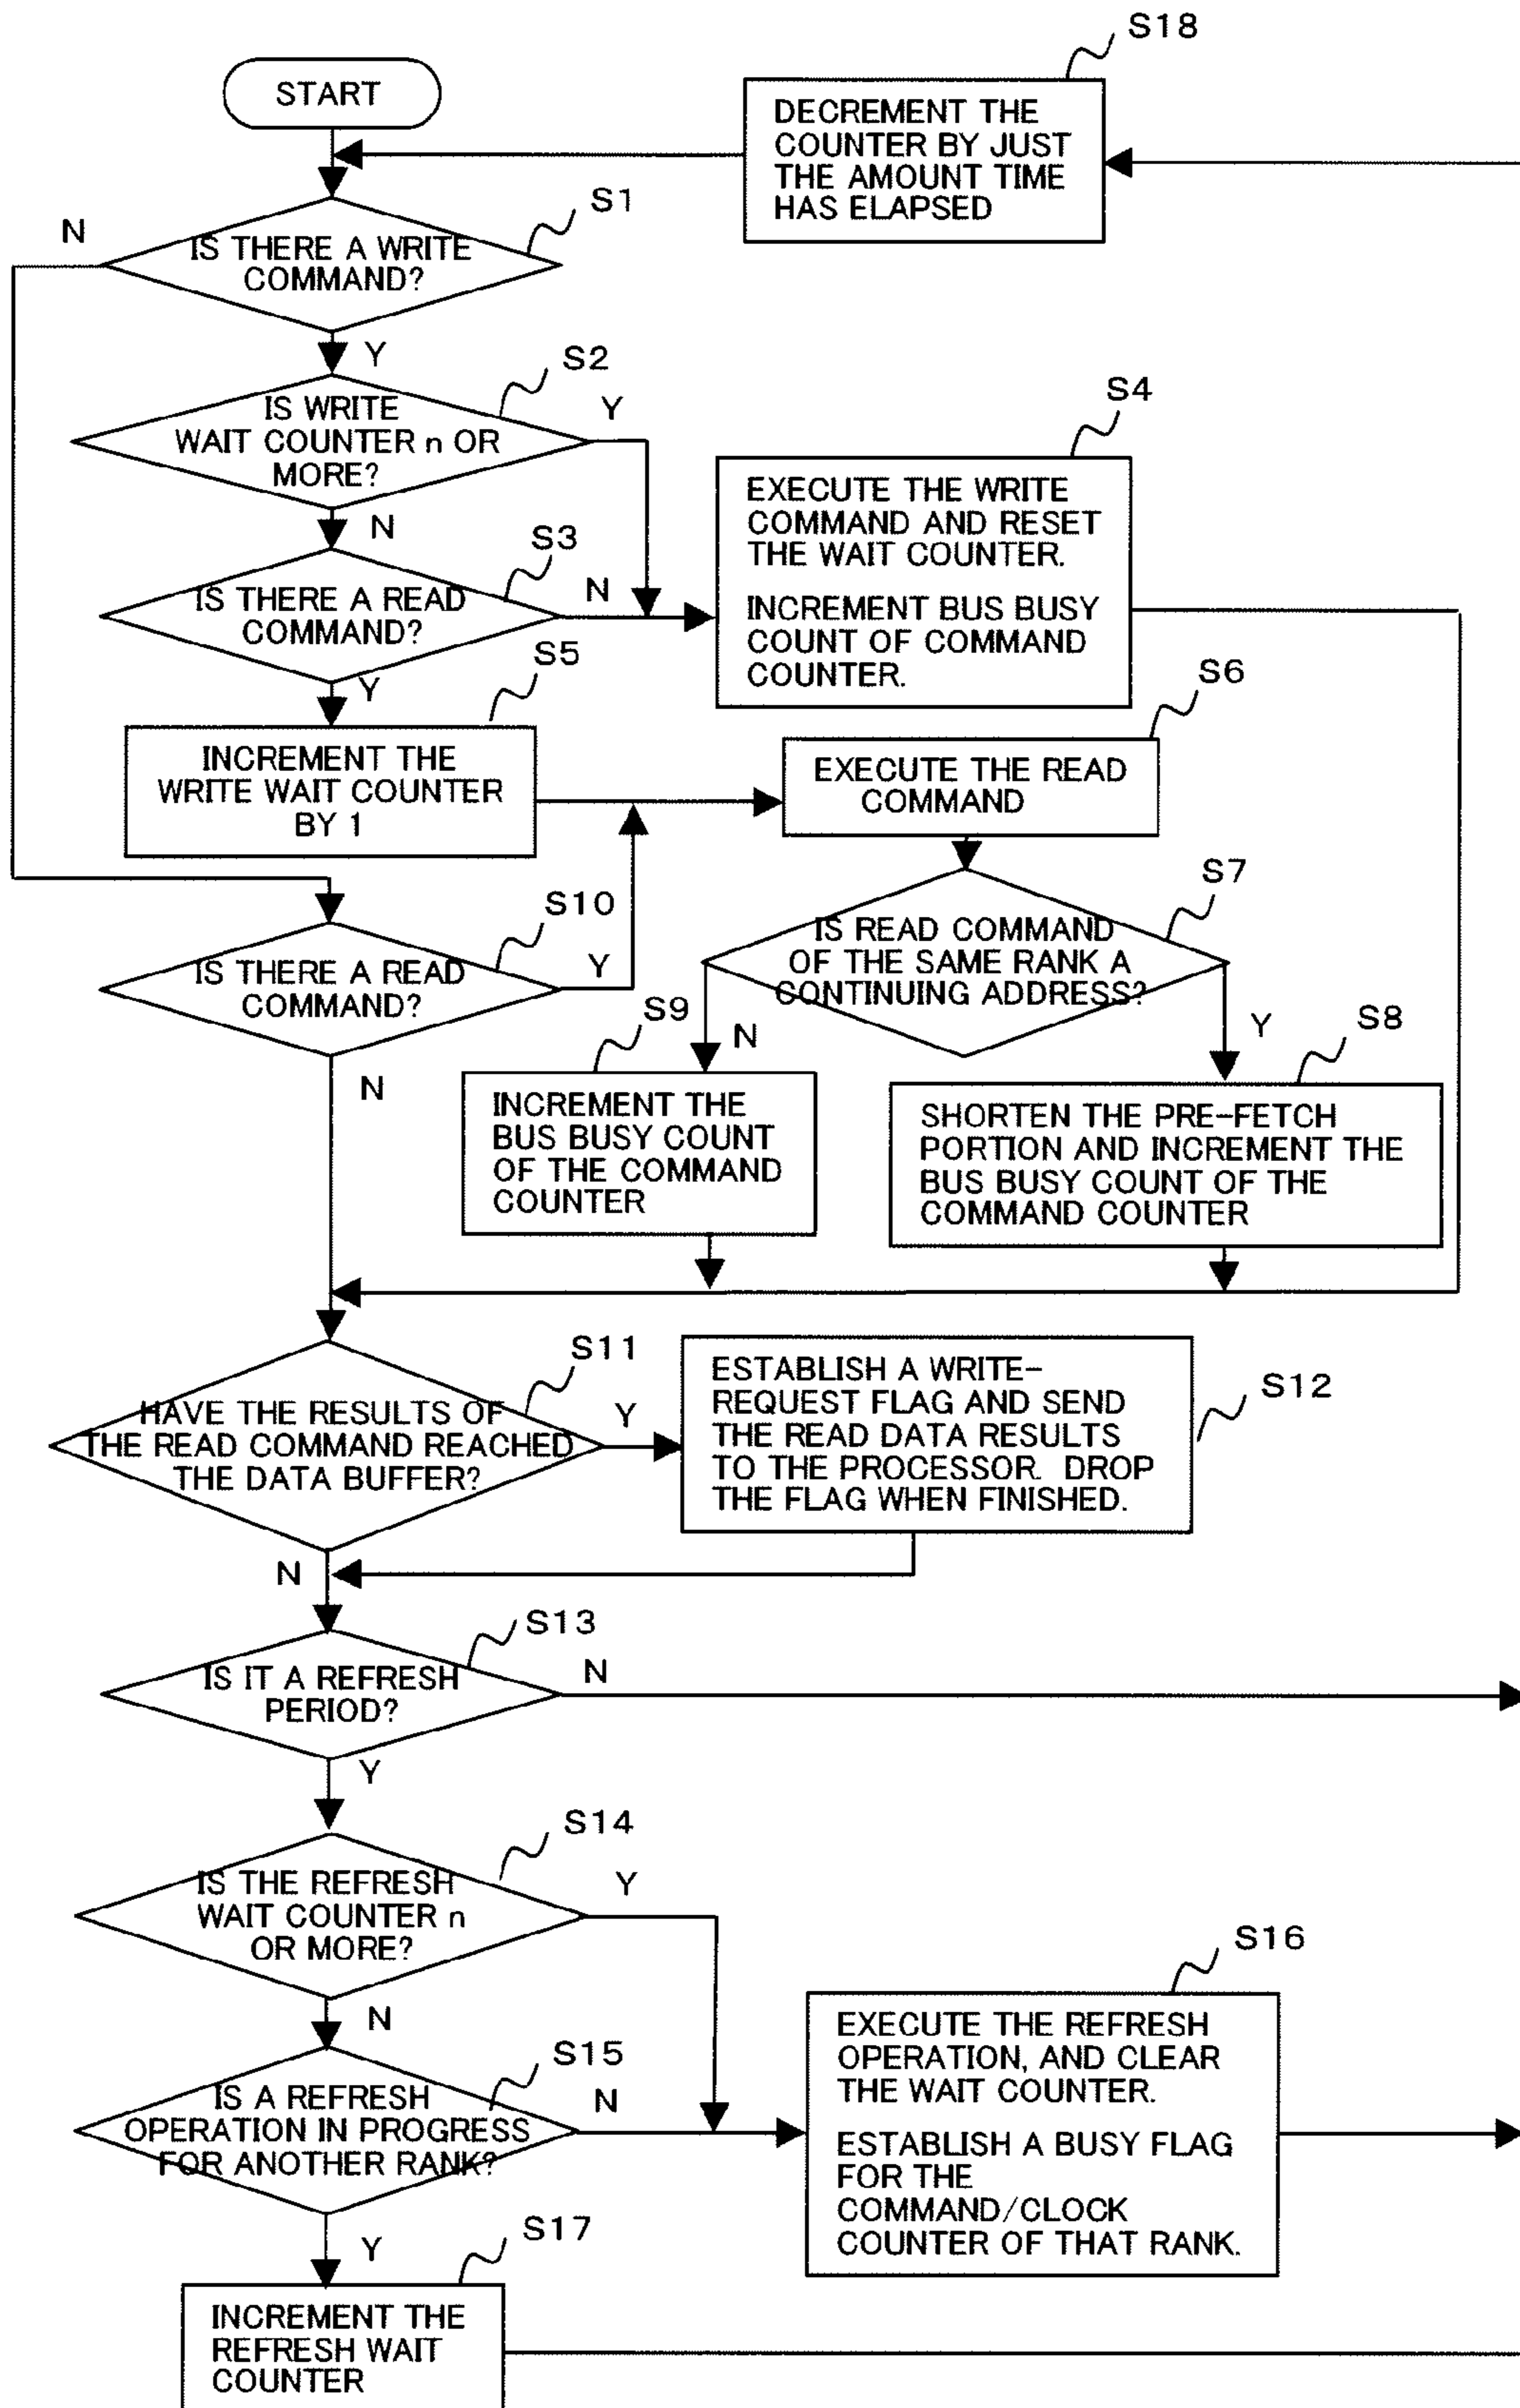 S18
START
DECREMENT THE
COUNTER BY JUST
THE AMOUNT TIME
HAS ELAPSED
S1
N
IS THERE A WRITE
COMMAND?
Y
S2
IS WRITE
WAIT COUNTER n OR
MORE?
Y
S4
N
EXECUTE THE WRITE
COMMAND AND RESET
THE WAIT COUNTER.
INCREMENT BUS BUSY
COUNT OF COMMAND
COUNTER.
S3
IS THERE A READ
COMMAND?
N
S5
Y
INCREMENT THE
WRITE WAIT COUNTER
BY 1
S6
EXECUTE THE READ
COMMAND
S10
IS THERE A READ
COMMAND?
Y
N
S7
IS READ COMMAND
OF THE SAME RANK A
CONTINUING ADDRESS?
S9
N
Y
S8
INCREMENT THE
BUS BUSY COUNT
OF THE COMMAND
COUNTER
SHORTEN THE PRE-FETCH
PORTION AND INCREMENT THE
BUS BUSY COUNT OF THE
COMMAND COUNTER
S11
HAVE THE RESULTS OF
THE READ COMMAND REACHED
THE DATA BUFFER?
Y
ESTABLISH A WRITE-
REQUEST FLAG AND SEND
THE READ DATA RESULTS
TO THE PROCESSOR. DROP
THE FLAG WHEN FINISHED.
S12
N
S13
IS IT A REFRESH
PERIOD?
N
Y
S14
IS THE REFRESH
WAIT COUNTER n
OR MORE?
Y
N
S16
EXECUTE THE REFRESH
OPERATION, AND CLEAR
THE WAIT COUNTER.
ESTABLISH A BUSY FLAG
FOR THE
COMMAND/CLOCK
COUNTER OF THAT RANK.
S15
IS A REFRESH
OPERATION IN PROGRESS
FOR ANOTHER RANK?
N
Y
S17
INCREMENT THE
REFRESH WAIT
COUNTER